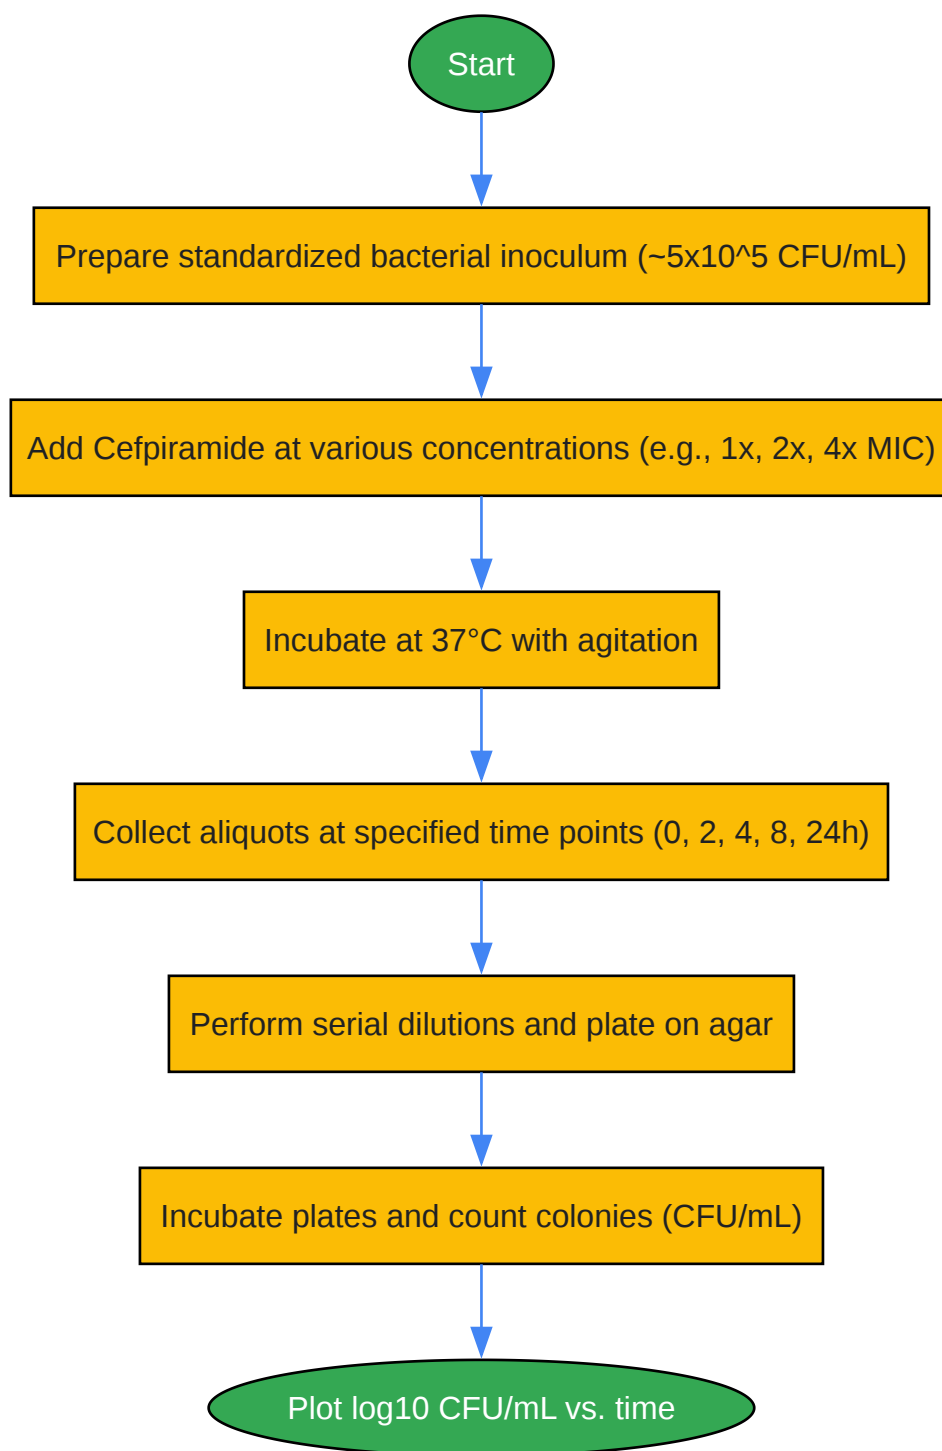 Start
Prepare standardized bacterial inoculum (~5x10^5 CFU/mL)
Add Cefpiramide at various concentrations (e.g., 1x, 2x, 4x MIC)
Incubate at 37°C with agitation
Collect aliquots at specified time points (0, 2, 4, 8, 24h)
Perform serial dilutions and plate on agar
Incubate plates and count colonies (CFU/mL)
Plot log10 CFU/mL vs. time